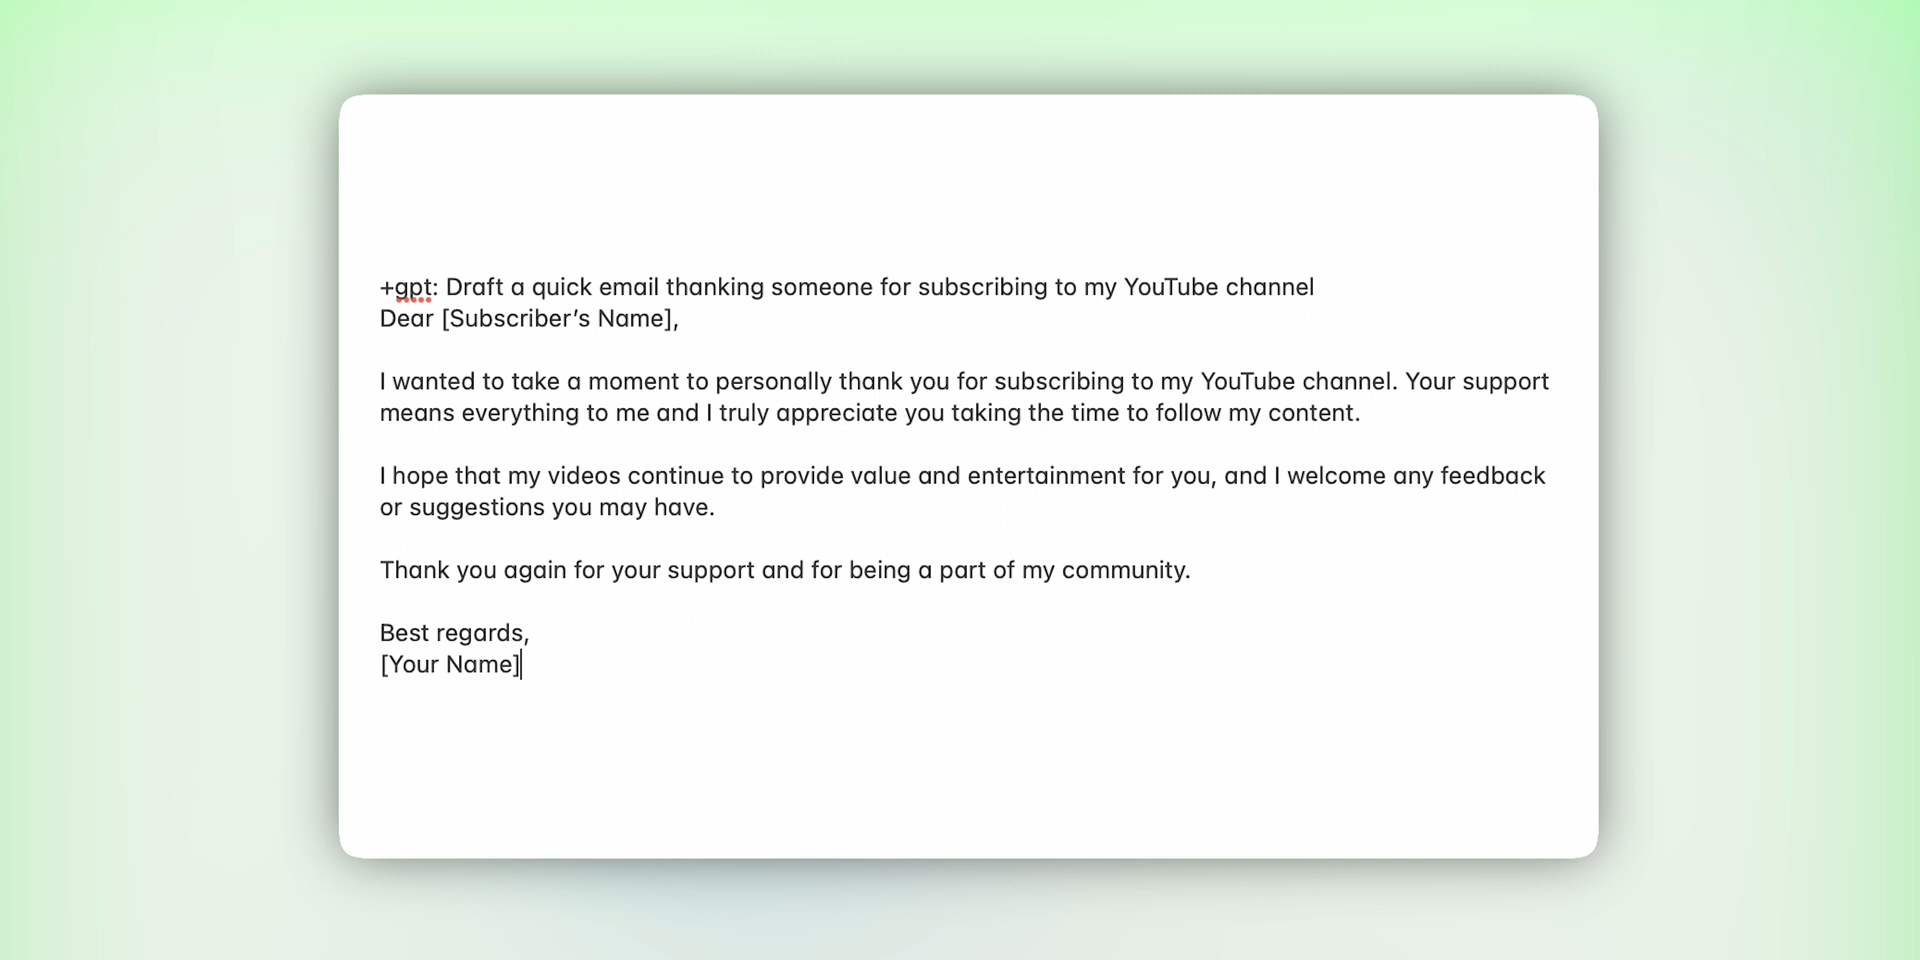 +gpt: Draft a quick email thanking someone for subscribing to my YouTube channel
Dear [Subscriber’s Name],
I wanted to take a moment to personally thank you for subscribing to my YouTube channel. Your support
means everything to me and I truly appreciate you taking the time to follow my content.
I hope that my videos continue to provide value and entertainment for you, and I welcome any feedback
or suggestions you may have.
Thank you again for your support and for being a part of my community.
Best regards,
[Your Name]